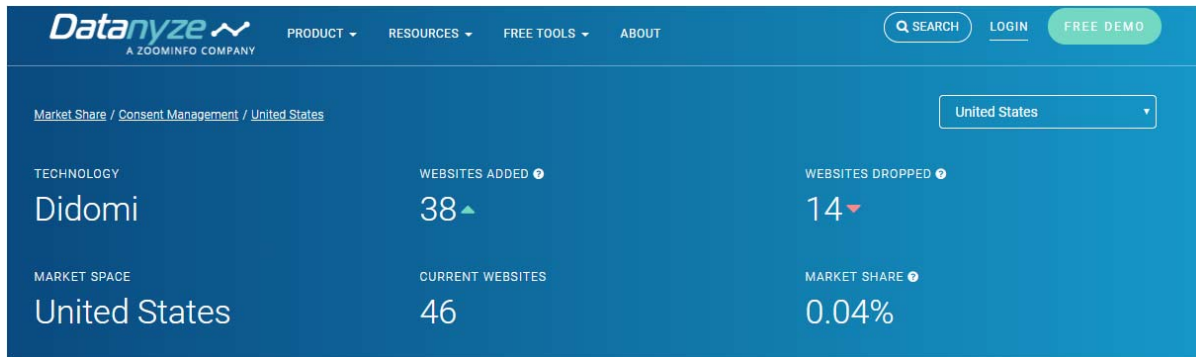 Datanyze
A ZOOMINFO COMPANY
PRODUCT
RESOURCES
FREE TOOLS
ABOUT
SEARCH
LOGIN
FREE DEMO
Market Share / Consent Management / United States
United States
TECHNOLOGY
Didomi
WEBSITES ADDED
38
WEBSITES DROPPED
14
MARKET SPACE
United States
CURRENT WEBSITES
46
MARKET SHARE
0.04%